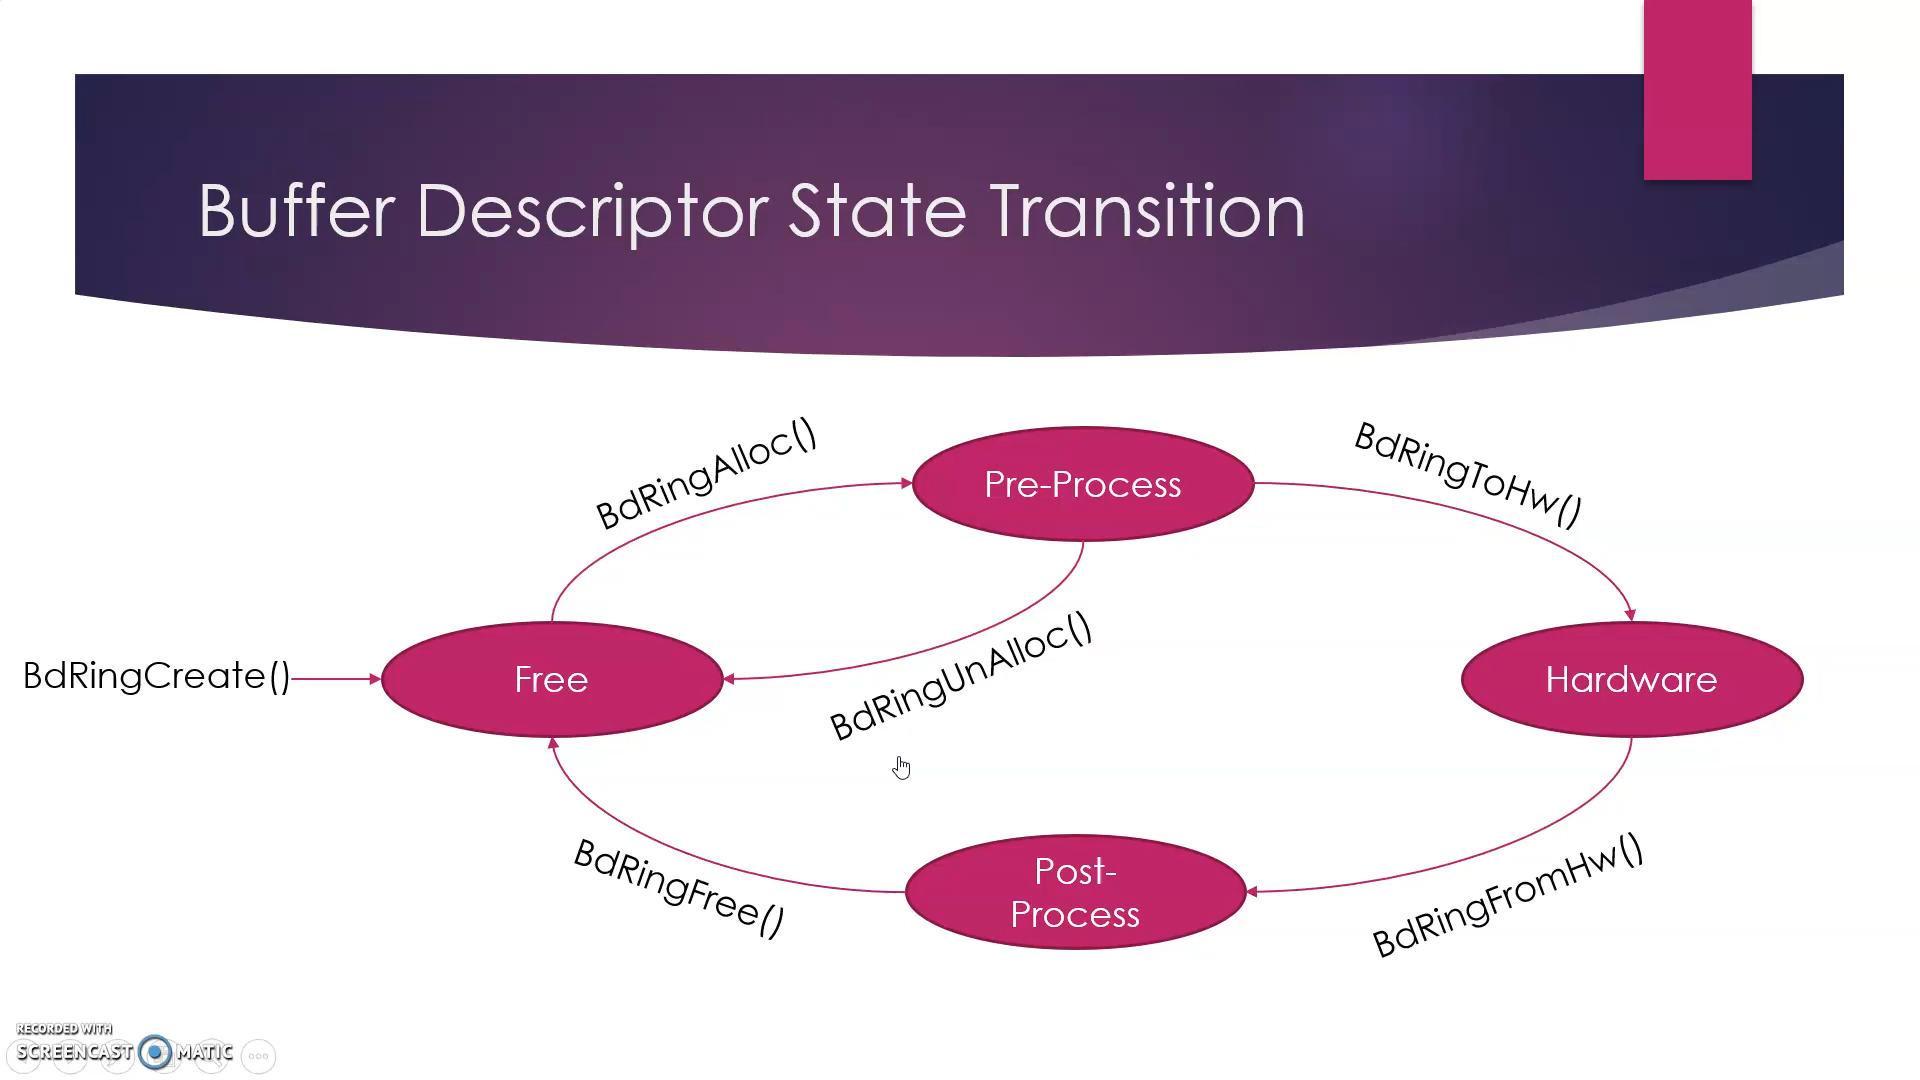 Buffer Descriptor State Transition
BdRingAlloc()
Pre-Process
BdRingToHw()
BdRingCreate()
Free
BdRingUnAlloc()
Hardware
BdRingFree()
Post-
Process
BdRingFromHw()
RECORDED WITH
SCREENCAST MATIC